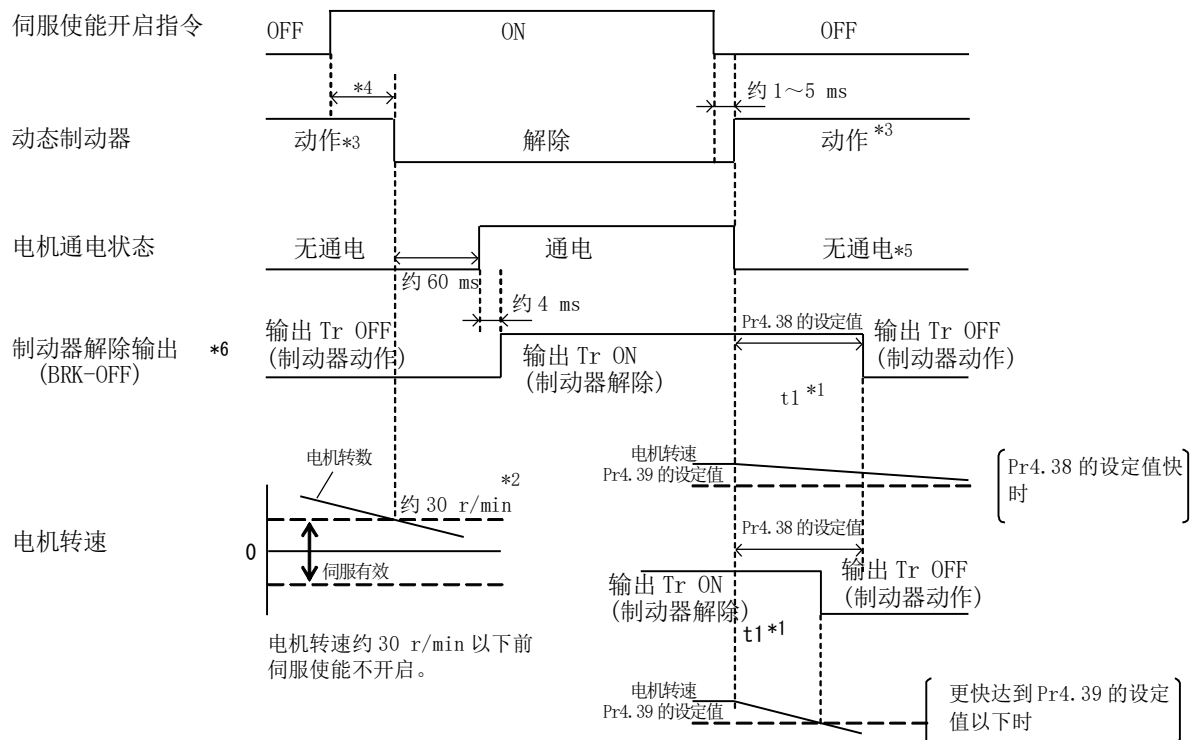 伺服使能开启指令
OFF
ON
OFF
*4
约 1～5 ms
动态制动器
动作*3
解除
动作*3
电机通电状态
无通电
通电
无通电*5
约 60 ms
约 4 ms
制动器解除输出 *6
(BRK-OFF)
输出 Tr OFF
(制动器动作)
输出 Tr ON
(制动器解除)
Pr4.38 的设定值
输出 Tr OFF
(制动器动作)
t1*1
电机转速
Pr4.39 的设定值
Pr4.38 的设定值快
时
电机转数
*2
约 30 r/min
电机转速
0
伺服有效
电机转速约 30 r/min 以下前
伺服使能不开启。
Pr4.38 的设定值
输出 Tr ON
(制动器解除)
输出 Tr OFF
(制动器动作)
t1*1
电机转速
Pr4.39 的设定值
更快达到 Pr4.39 的设定
值以下时